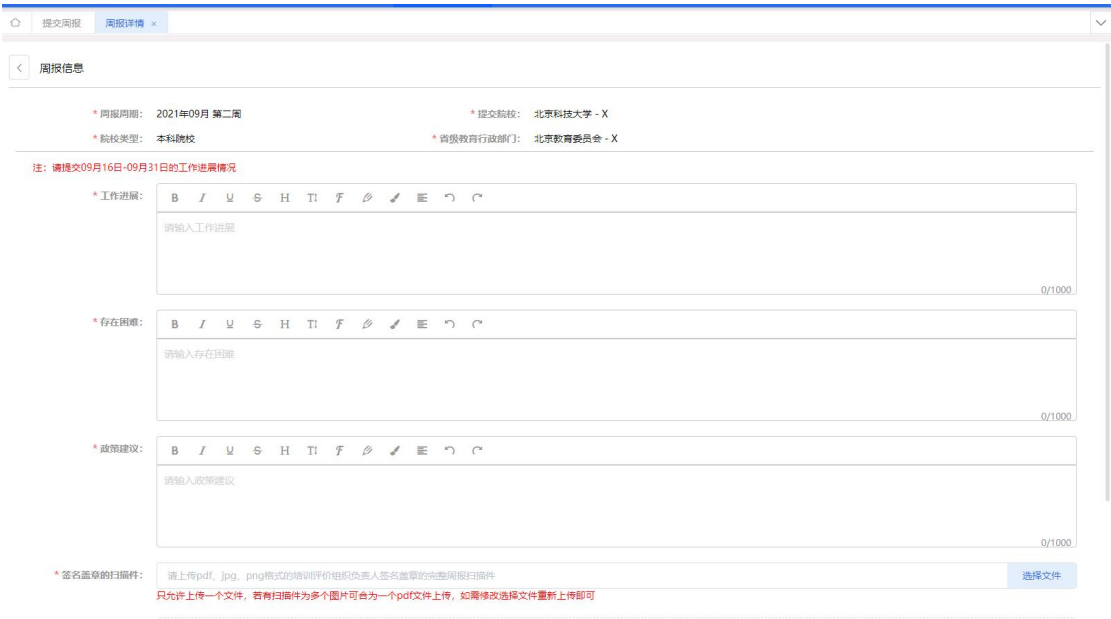 提交周报 周报详情 ×
周报信息
* 周报周期： 2021年09月 第二周 * 提交院校： 北京科技大学 - X
* 院校类型： 本科院校 * 省级教育行政部门： 北京教育委员会 - X
注：请提交09月16日-09月31日的工作进展情况
* 工作进展： B I U S H T F
请输入工作进展
0/1000
* 存在困难： B I U S H T F
请输入存在困难
0/1000
* 政策建议： B I U S H T F
请输入政策建议
0/1000
* 签名盖章的扫描件： 请上传pdf、jpg、png格式的培训评价组织负责人签名盖章的完整周报扫描件 选择文件
只允许上传一个文件，若有扫描件为多个图片可合为一个pdf文件上传，如需修改选择文件重新上传即可